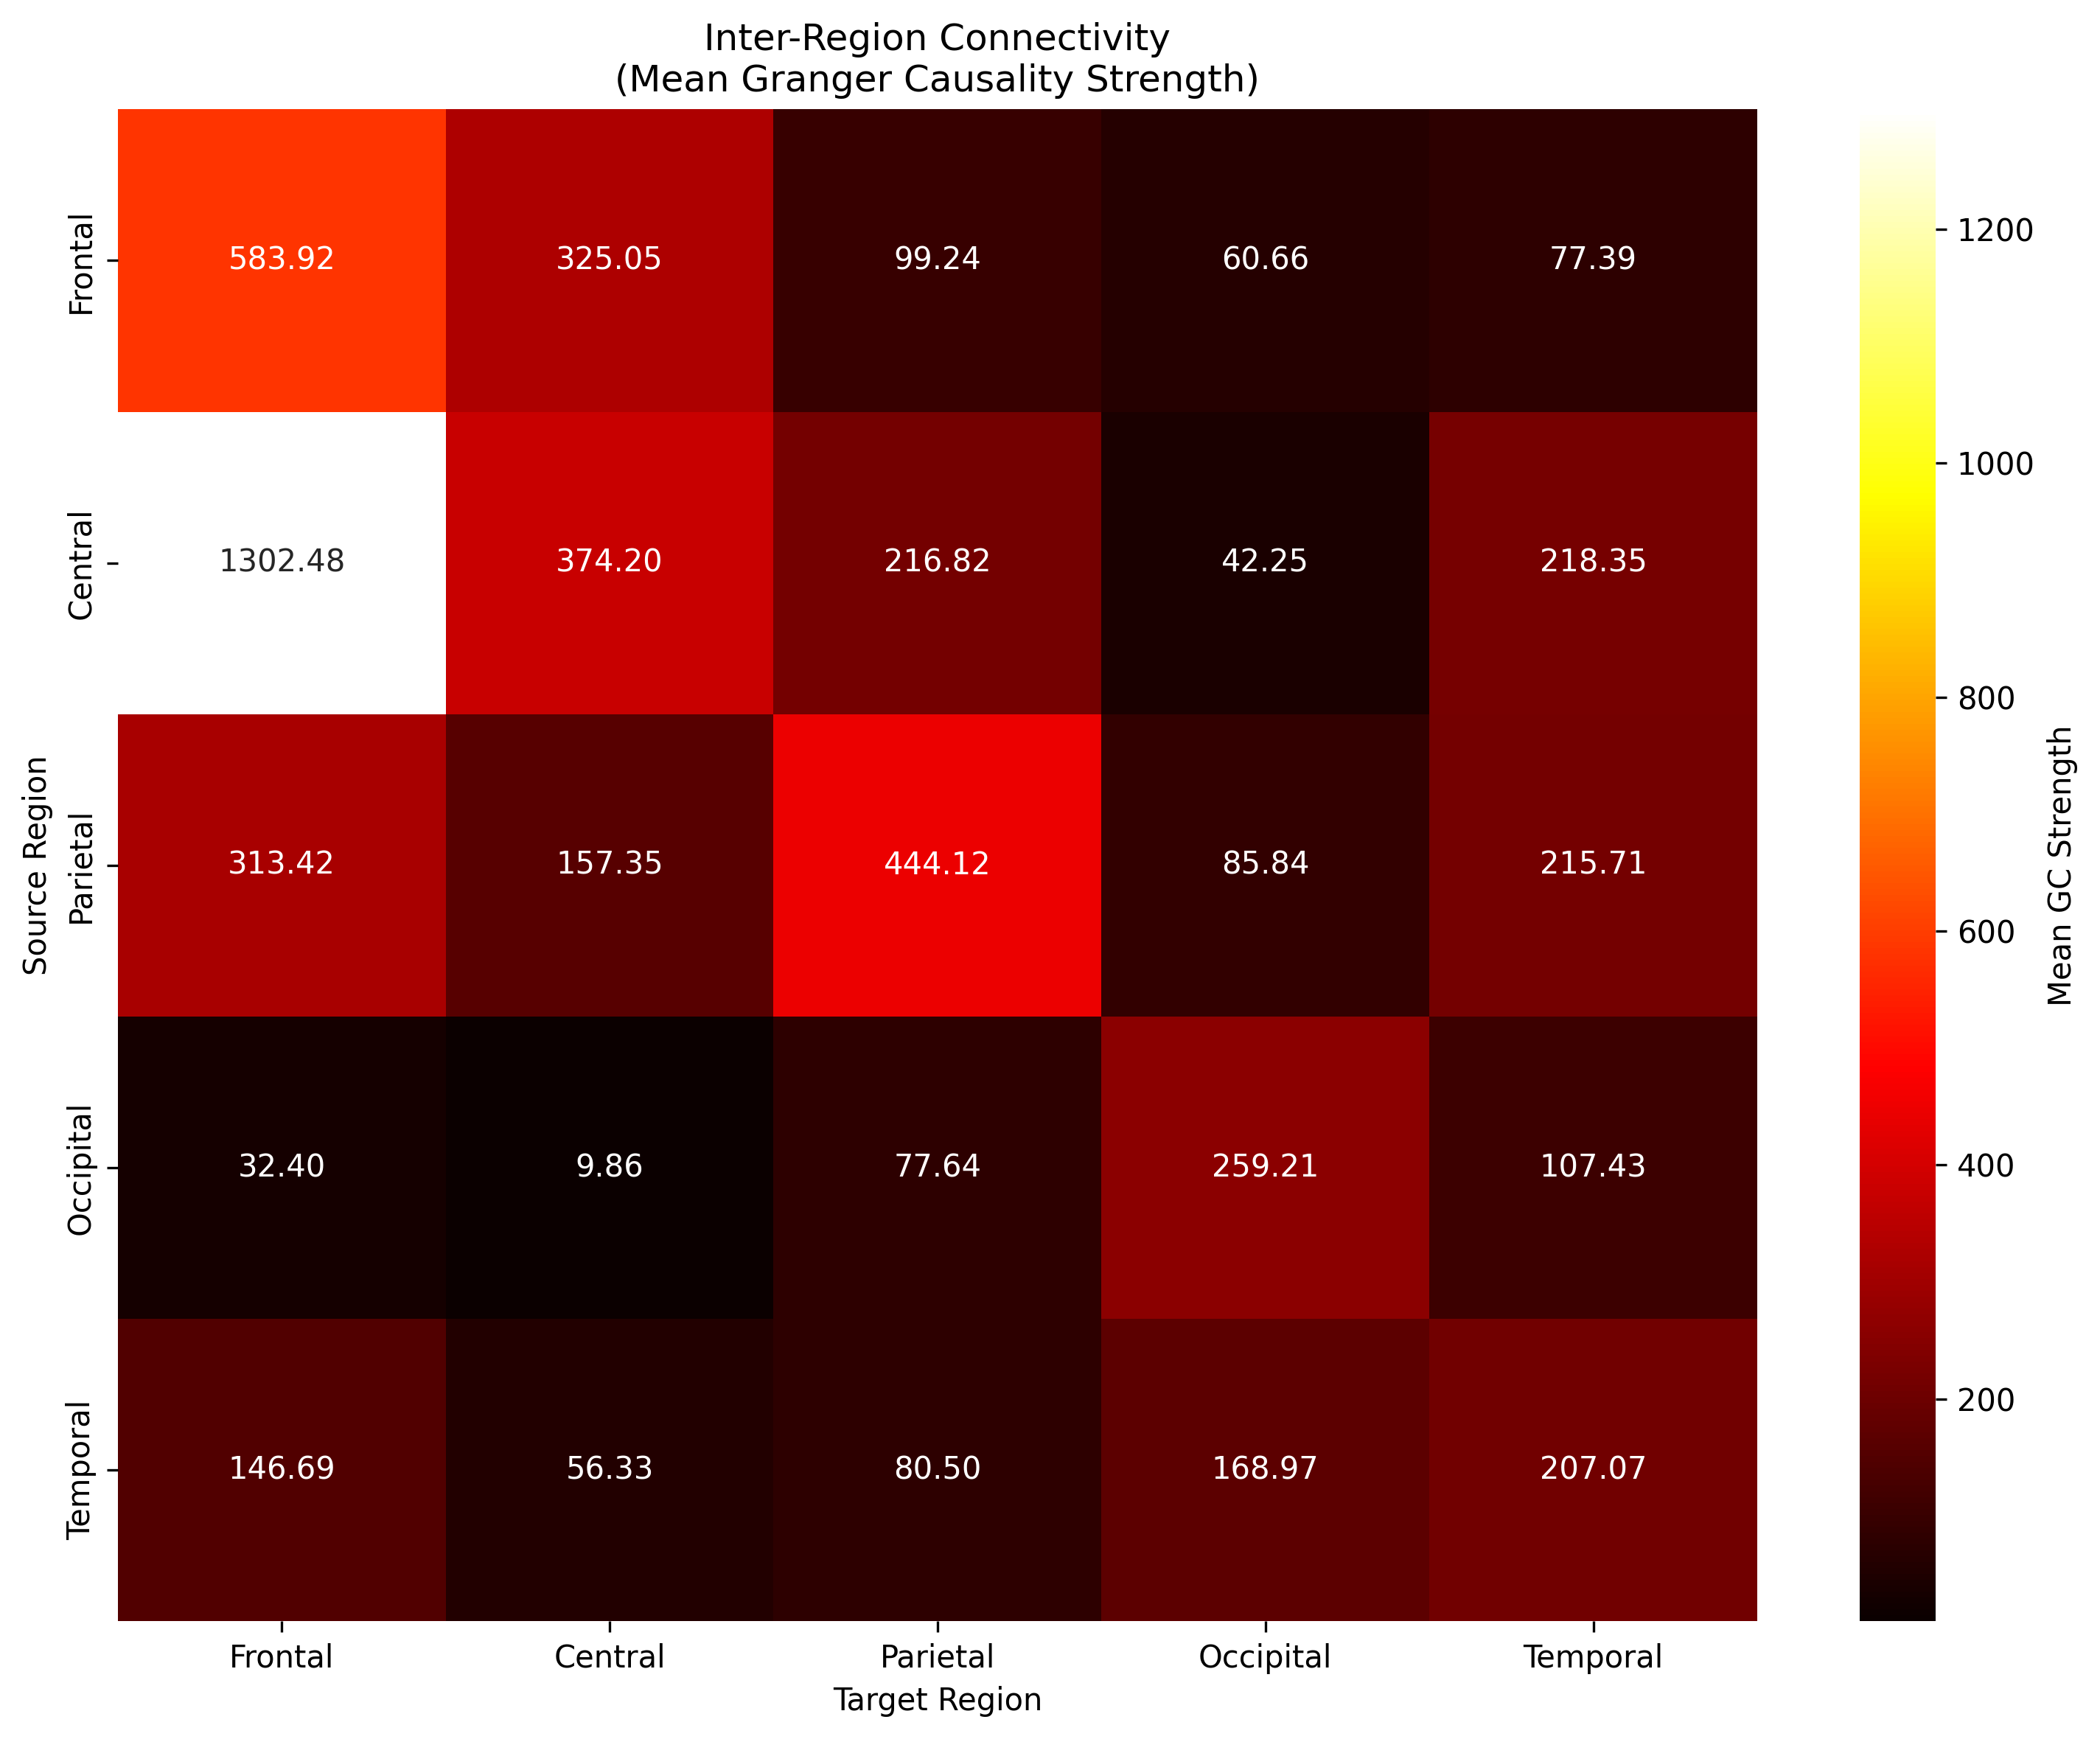 Inter-Region Connectivity
(Mean Granger Causality Strength)
Source Region
Frontal
583.92 325.05 99.24 60.66 77.39
Central
1302.48 374.20 216.82 42.25 218.35
Parietal
313.42 157.35 444.12 85.84 215.71
Occipital
32.40 9.86 77.64 259.21 107.43
Temporal
146.69 56.33 80.50 168.97 207.07
Frontal Central Parietal Occipital Temporal
Target Region
1200
1000
800
600
400
200
Mean GC Strength